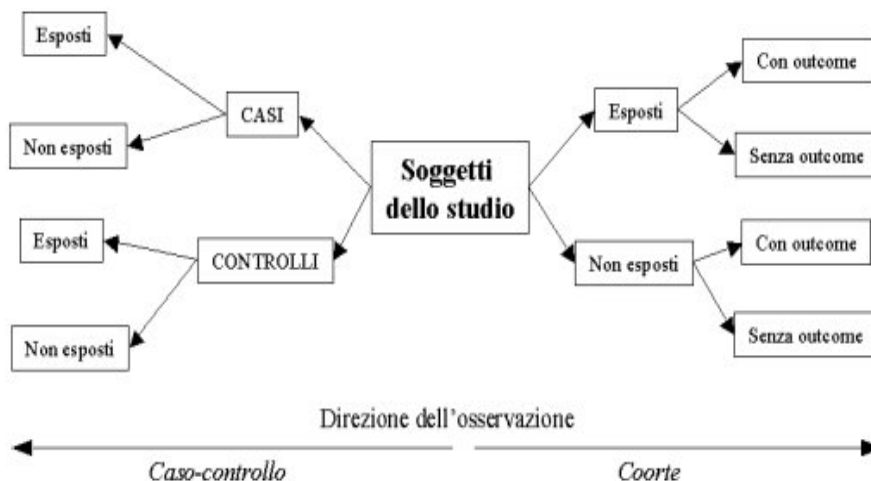 Esposti
Non esposti
CASI
Esposti
Non esposti
CONTROLLI
Soggetti
dello studio
Esposti
Con outcome
Senza outcome
Non esposti
Con outcome
Senza outcome
Direzione dell'osservazione
Caso-controllo
Coorte